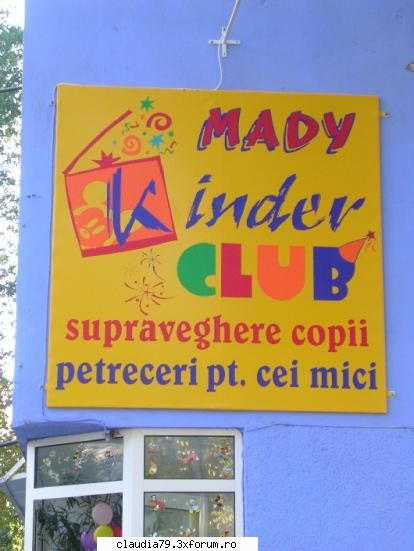 MADY
Kinder
CLUB
supraveghere copii
petreceri pt. cei mici
claudia79.3xforum.ro